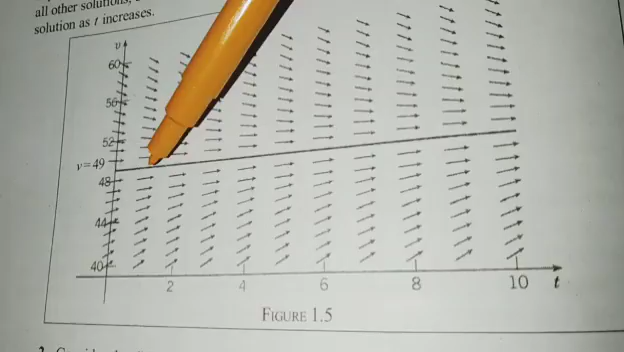 all other solutions,
solution as t increases.
υ
60
56
52
v=49
48
44
40
2
4
6
8
10
t
FIGURE 1.5
2.